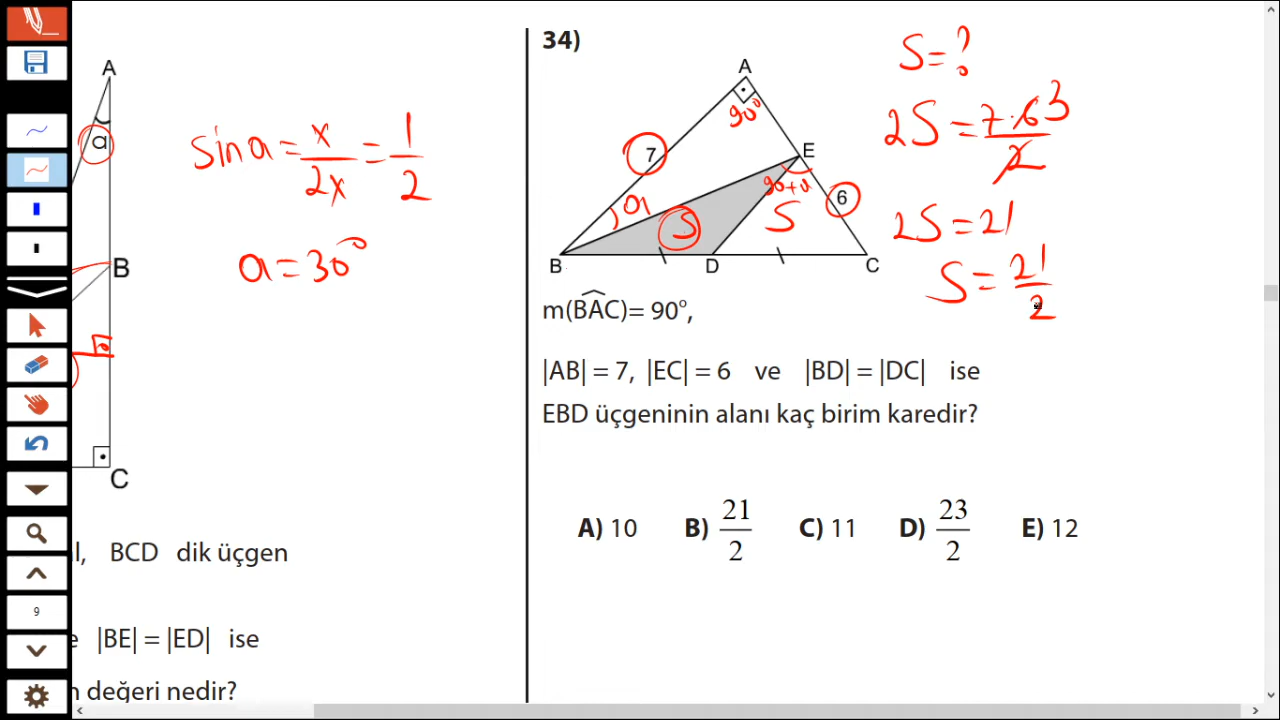 A
a
B
C
sin a = x/2x = 1/2
a = 30°
l, BCD dik üçgen
|BE| = |ED| ise
n değeri nedir?
9
34)
A
90°
7
E
a
90+a
6
S
S
B
D
C
S = ?
2S = 7·6/2 3
2S = 21
S = 21/2
m(BAC) = 90°,
|AB| = 7, |EC| = 6 ve |BD| = |DC| ise
EBD üçgeninin alanı kaç birim karedir?
A) 10 B) 21/2 C) 11 D) 23/2 E) 12